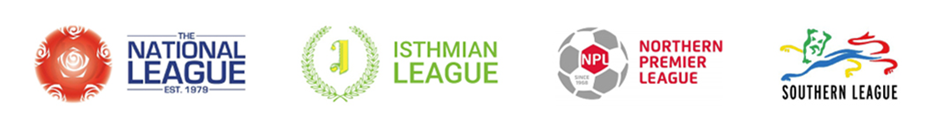 THE
NATIONAL
LEAGUE
EST. 1979
I
ISTHMIAN
LEAGUE
NPL
SINCE
1968
NORTHERN
PREMIER
LEAGUE
SOUTHERN LEAGUE